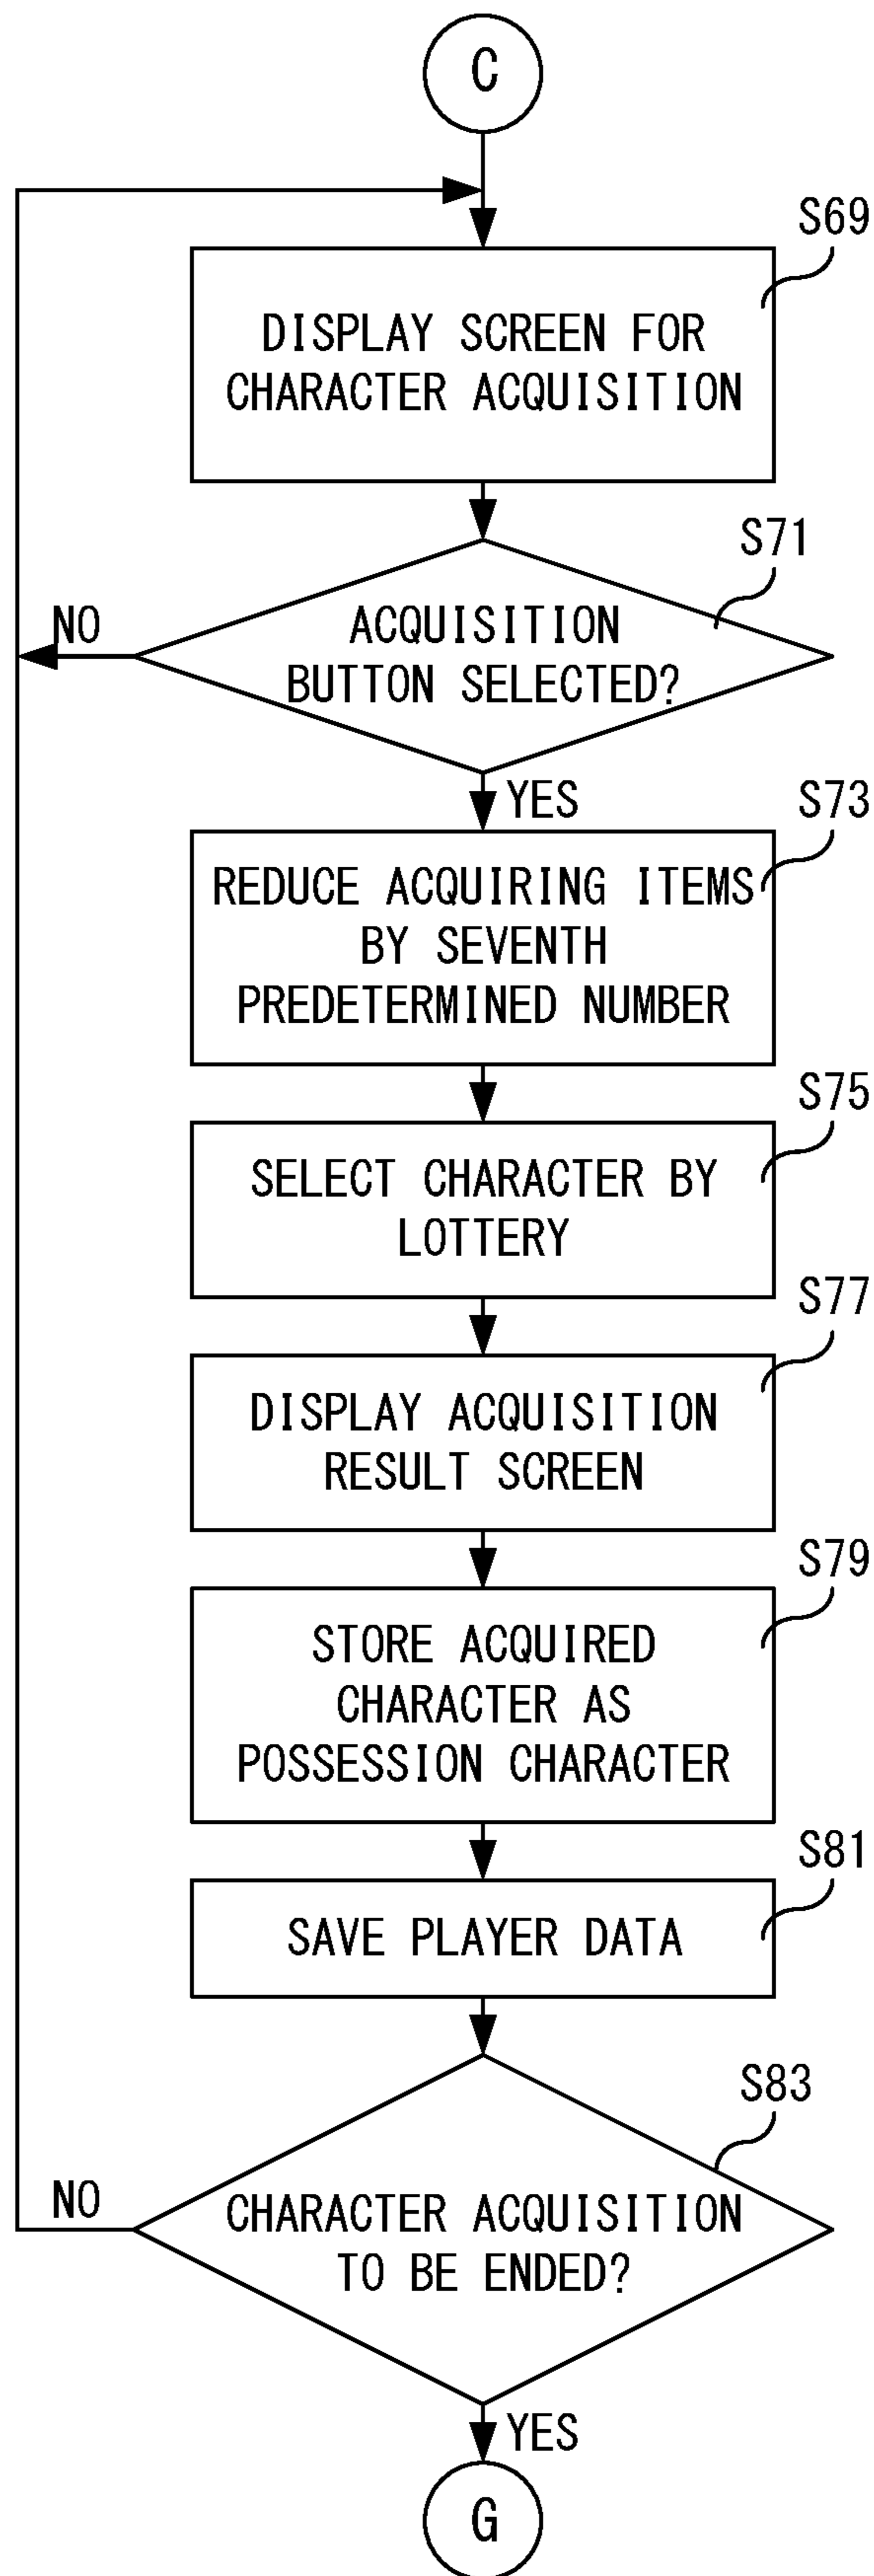 C
S69
DISPLAY SCREEN FOR
CHARACTER ACQUISITION
S71
NO
ACQUISITION
BUTTON SELECTED?
YES
S73
REDUCE ACQUIRING ITEMS
BY SEVENTH
PREDETERMINED NUMBER
S75
SELECT CHARACTER BY
LOTTERY
S77
DISPLAY ACQUISITION
RESULT SCREEN
S79
STORE ACQUIRED
CHARACTER AS
POSSESSION CHARACTER
S81
SAVE PLAYER DATA
S83
NO
CHARACTER ACQUISITION
TO BE ENDED?
YES
G